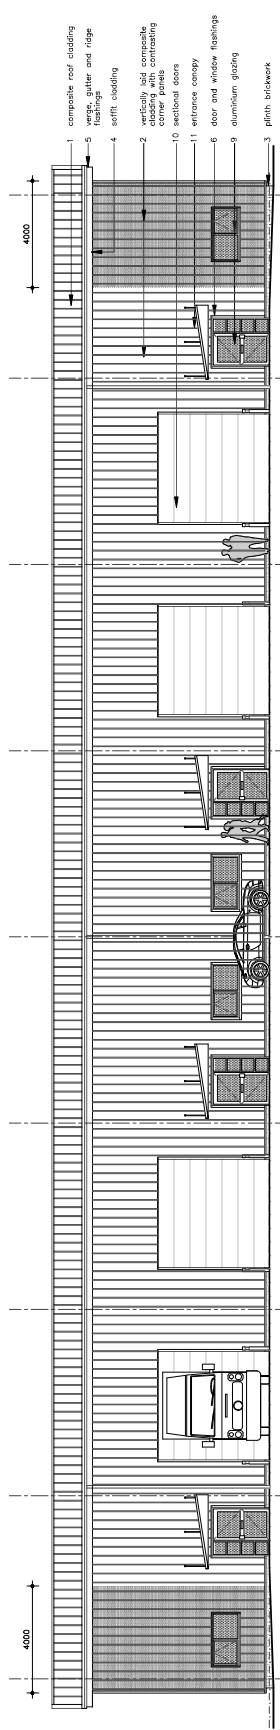 composite roof cladding 1
verge, gutter and ridge
flashings 5
soffit cladding 4
vertically laid composite
cladding with contrasting
corner panels 2
sectional doors 10
entrance canopy 11
door and window flashings 6
aluminium glazing 9
plinth brickwork 3
4000
4000